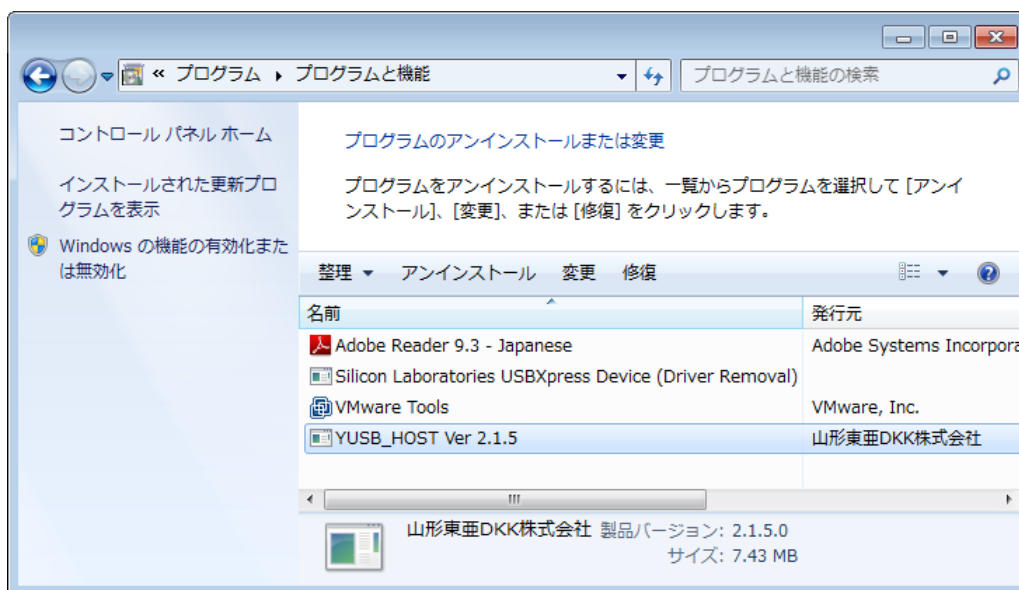 « プログラム ▸ プログラムと機能
プログラムと機能の検索
コントロール パネル ホーム
インストールされた更新プロ
グラムを表示
Windows の機能の有効化また
は無効化
プログラムのアンインストールまたは変更
プログラムをアンインストールするには、一覧からプログラムを選択して [アンイ
ンストール]、[変更]、または [修復] をクリックします。
整理 ▼ アンインストール 変更 修復
名前 発行元
Adobe Reader 9.3 - Japanese Adobe Systems Incorpora
Silicon Laboratories USBXpress Device (Driver Removal)
VMware Tools VMware, Inc.
YUSB_HOST Ver 2.1.5 山形東亜DKK株式会社
山形東亜DKK株式会社 製品バージョン: 2.1.5.0
サイズ: 7.43 MB